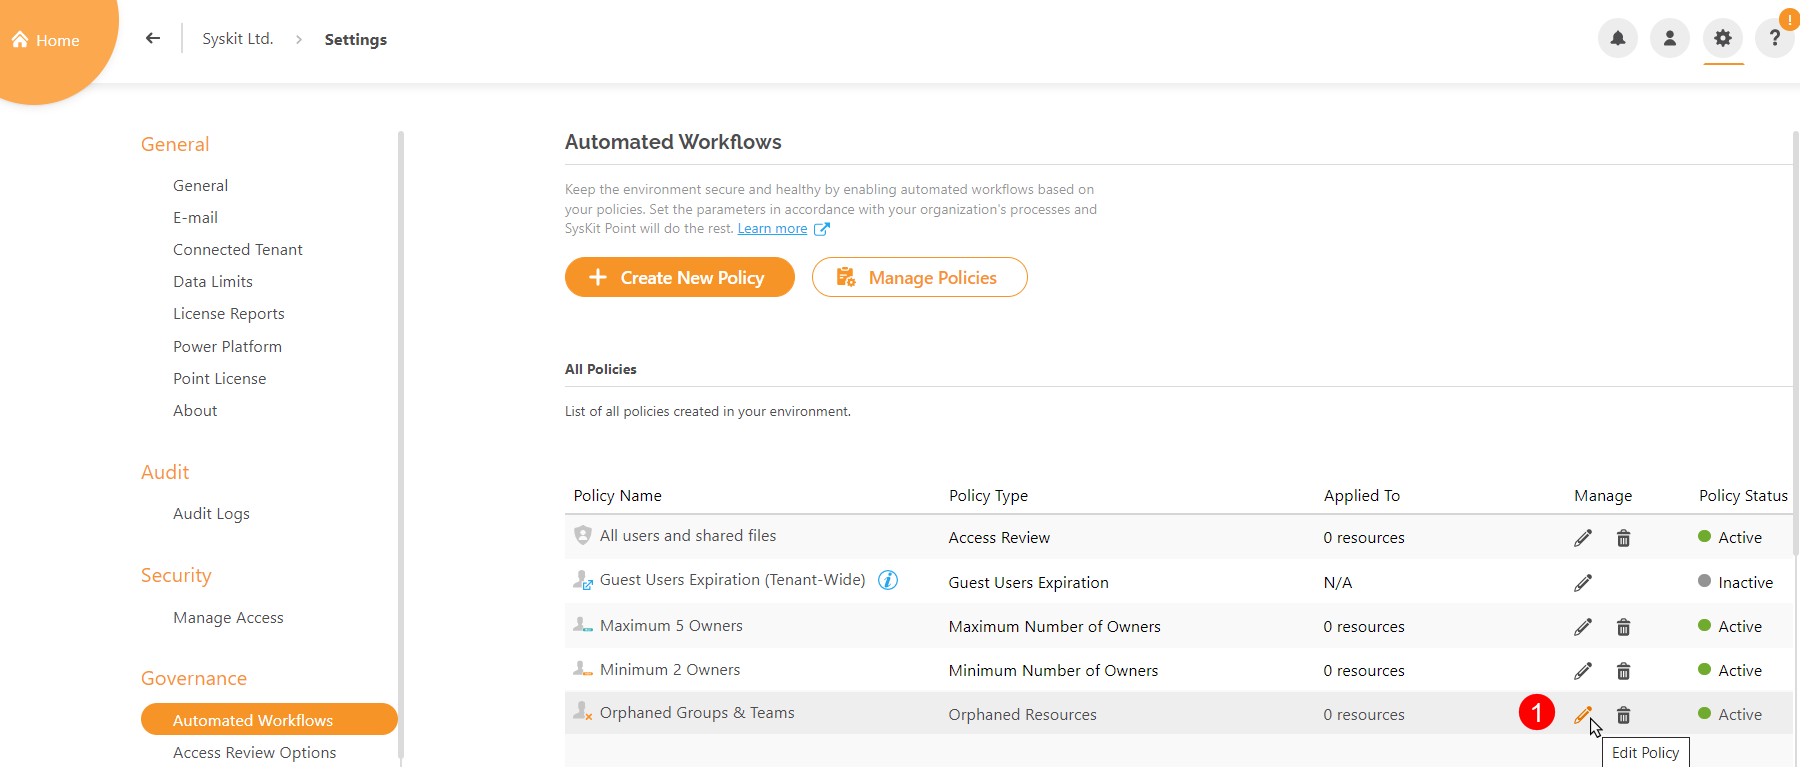 Home
Syskit Ltd. > Settings
!
?
General
General
E-mail
Connected Tenant
Data Limits
License Reports
Power Platform
Point License
About
Audit
Audit Logs
Security
Manage Access
Governance
Automated Workflows
Access Review Options
Automated Workflows
Keep the environment secure and healthy by enabling automated workflows based on
your policies. Set the parameters in accordance with your organization's processes and
SysKit Point will do the rest. Learn more
Create New Policy
Manage Policies
All Policies
List of all policies created in your environment.
Policy Name Policy Type Applied To Manage Policy Status
All users and shared files Access Review 0 resources Active
Guest Users Expiration (Tenant-Wide) i Guest Users Expiration N/A Inactive
Maximum 5 Owners Maximum Number of Owners 0 resources Active
Minimum 2 Owners Minimum Number of Owners 0 resources Active
Orphaned Groups & Teams Orphaned Resources 0 resources 1 Active
Edit Policy